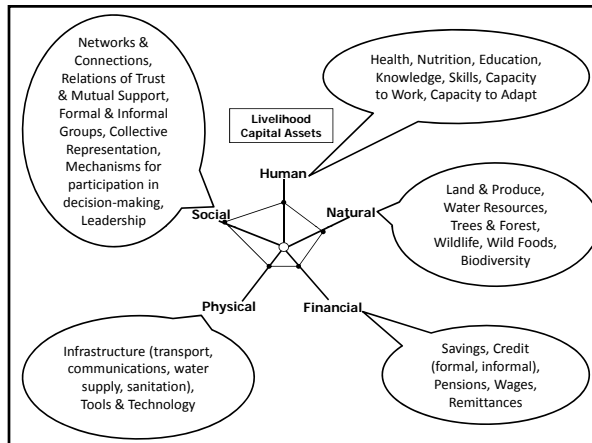 Networks &
Connections,
Relations of Trust
& Mutual Support,
Formal & Informal
Groups, Collective
Representation,
Mechanisms for
participation in
decision-making,
Leadership
Health, Nutrition, Education,
Knowledge, Skills, Capacity
to Work, Capacity to Adapt
Livelihood
Capital Assets
Human
Social
Natural
Land & Produce,
Water Resources,
Trees & Forest,
Wildlife, Wild Foods,
Biodiversity
Physical
Financial
Infrastructure (transport,
communications, water
supply, sanitation),
Tools & Technology
Savings, Credit
(formal, informal),
Pensions, Wages,
Remittances